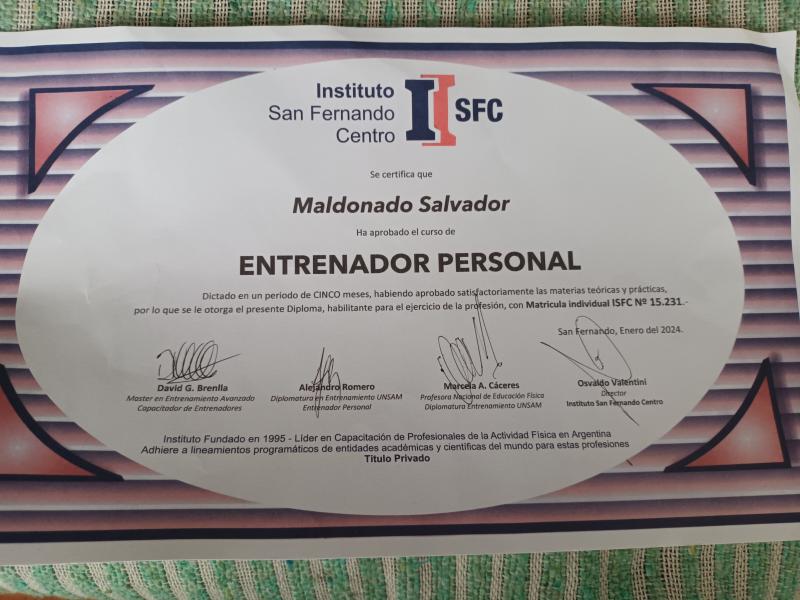 Instituto
San Fernando
Centro
SFC
Se certifica que
Maldonado Salvador
Ha aprobado el curso de
ENTRENADOR PERSONAL
Dictado en un periodo de CINCO meses, habiendo aprobado satisfactoriamente las materias teóricas y prácticas,
por lo que se le otorga el presente Diploma, habilitante para el ejercicio de la profesión, con Matricula individual ISFC Nº 15.231.-
San Fernando, Enero del 2024.
David G. Brenlla
Master en Entrenamiento Avanzado
Capacitador de Entrenadores
Alejandro Romero
Diplomatura en Entrenamiento UNSAM
Entrenador Personal
Marcela A. Cáceres
Profesora Nacional de Educación Física
Diplomatura Entrenamiento UNSAM
Osvaldo Valentini
Director
Instituto San Fernando Centro
Instituto Fundado en 1995 - Líder en Capacitación de Profesionales de la Actividad Física en Argentina
Adhiere a lineamientos programáticos de entidades académicas y cientificas del mundo para estas profesiones
Titulo Privado